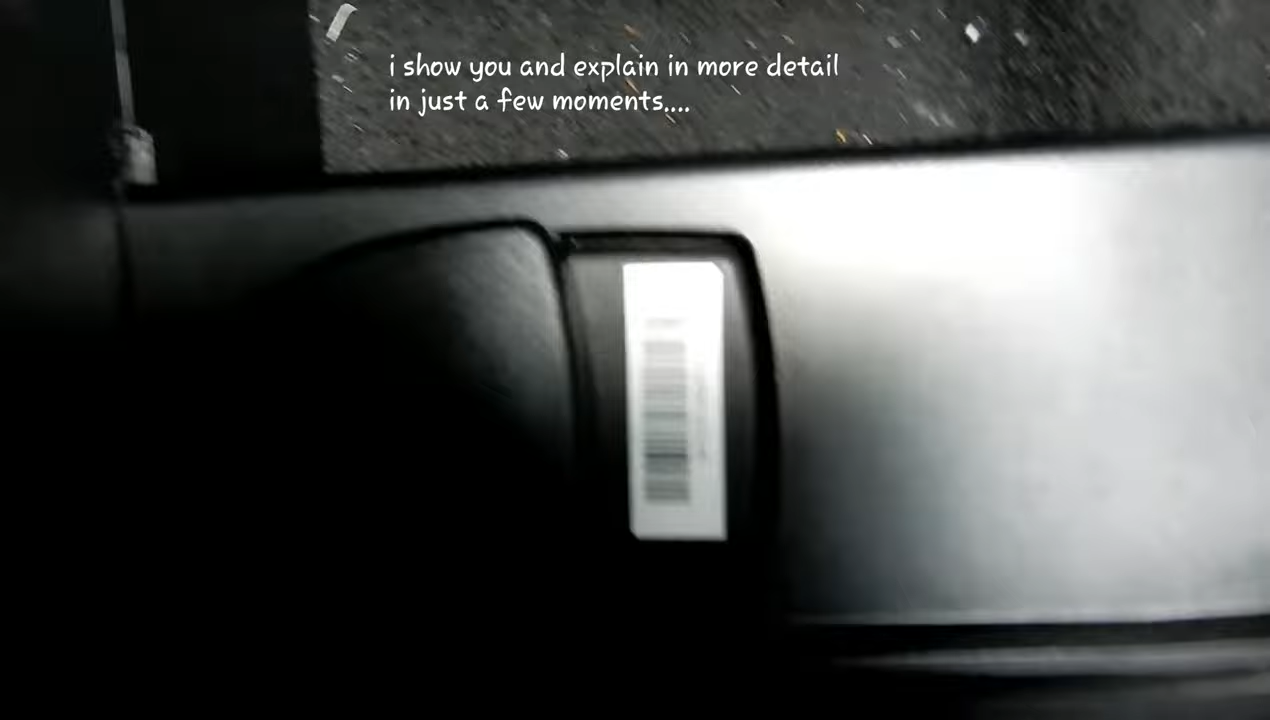 i show you and explain in more detail
in just a few moments....